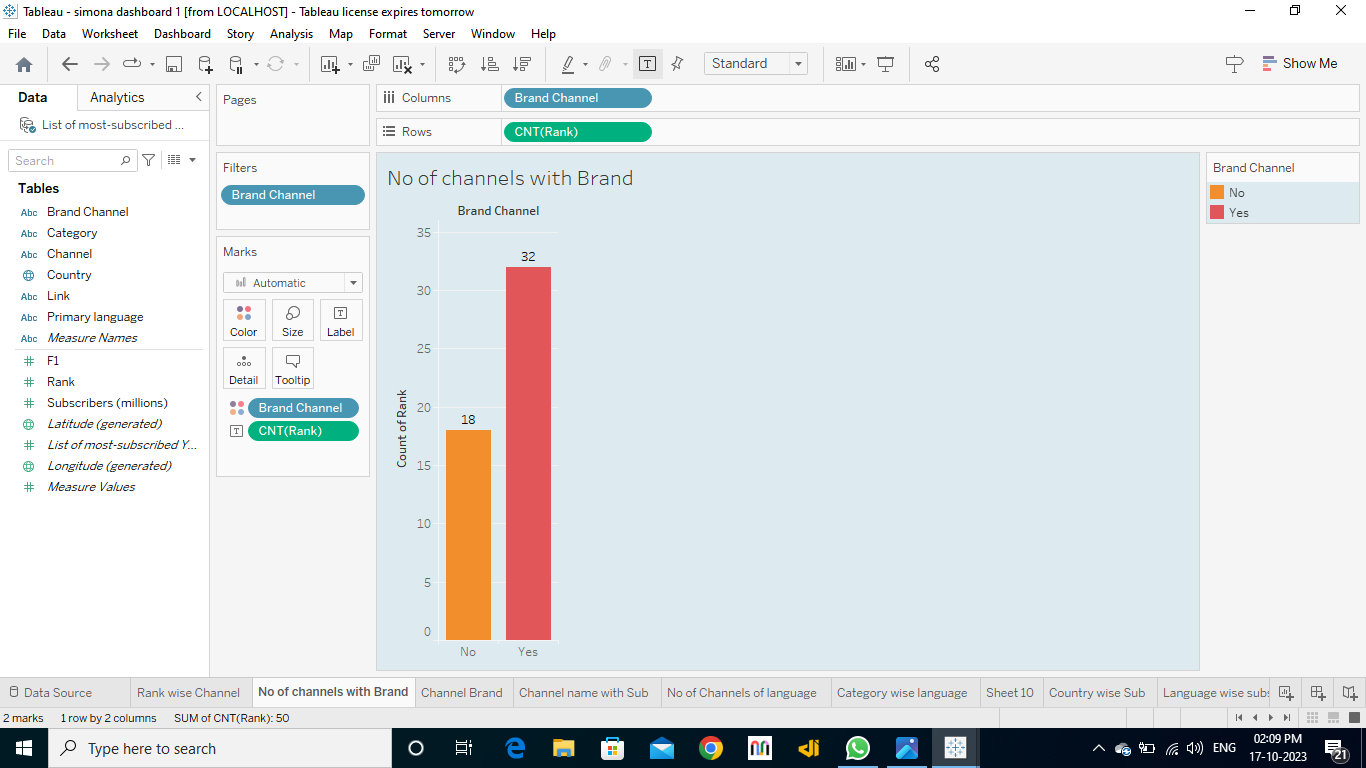 Tableau - simona dashboard 1 [from LOCALHOST] - Tableau license expires tomorrow
File Data Worksheet Dashboard Story Analysis Map Format Server Window Help
Standard
Show Me
Data Analytics
List of most-subscribed ...
Search
Tables
Abc Brand Channel
Abc Category
Abc Channel
Country
Abc Link
Abc Primary language
Abc Measure Names
F1
Rank
Subscribers (millions)
Latitude (generated)
List of most-subscribed Y...
Longitude (generated)
Measure Values
Pages
Filters
Brand Channel
Marks
Automatic
Color Size Label
Detail Tooltip
Brand Channel
CNT(Rank)
Columns Brand Channel
Rows CNT(Rank)
No of channels with Brand
Brand Channel
Count of Rank
35
30
25
20
15
10
5
0
18
32
No Yes
Brand Channel
No
Yes
Data Source Rank wise Channel No of channels with Brand Channel Brand Channel name with Sub No of Channels of language Category wise language Sheet 10 Country wise Sub Language wise subs
2 marks 1 row by 2 columns SUM of CNT(Rank): 50
Type here to search
ENG
02:09 PM
17-10-2023
21